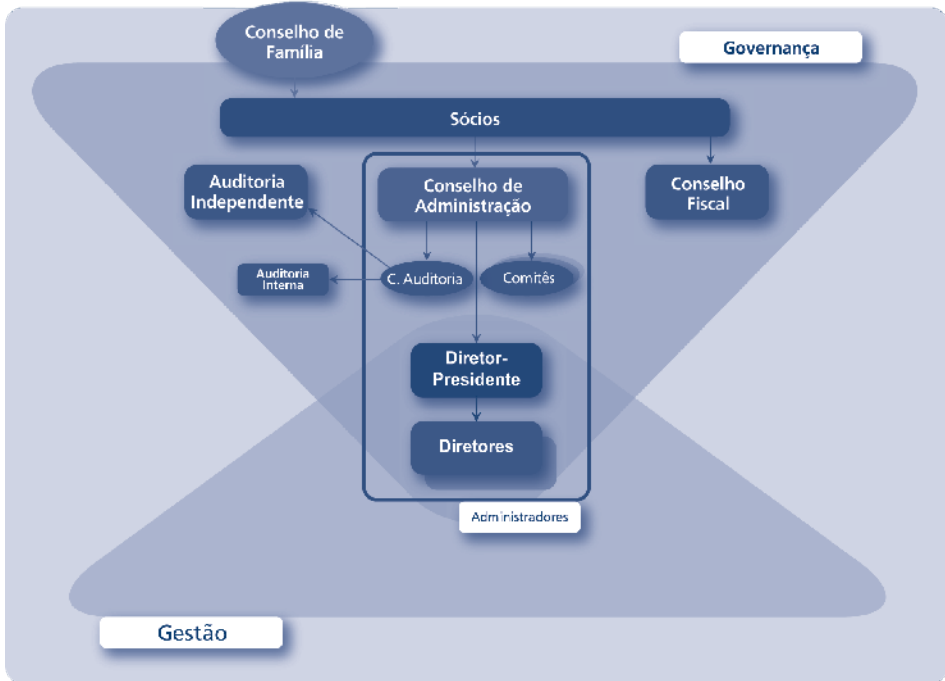 Conselho de
Família
Governança
Sócios
Auditoria
Independente
Conselho de
Administração
Conselho
Fiscal
Auditoria
Interna
C. Auditoria
Comitês
Diretor-
Presidente
Diretores
Administradores
Gestão